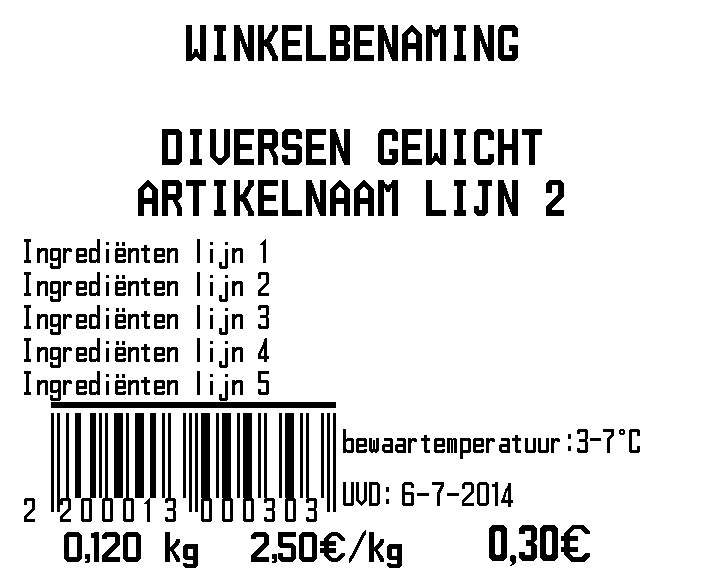 WINKELBENAMING
DIVERSEN GEWICHT
ARTIKELNAAM LIJN 2
Ingrediënten lijn 1
Ingrediënten lijn 2
Ingrediënten lijn 3
Ingrediënten lijn 4
Ingrediënten lijn 5
bewaartemperatuur:3-7°C
UVD: 6-7-2014
2 200013 000303
0,120 kg 2,50€/kg 0,30€